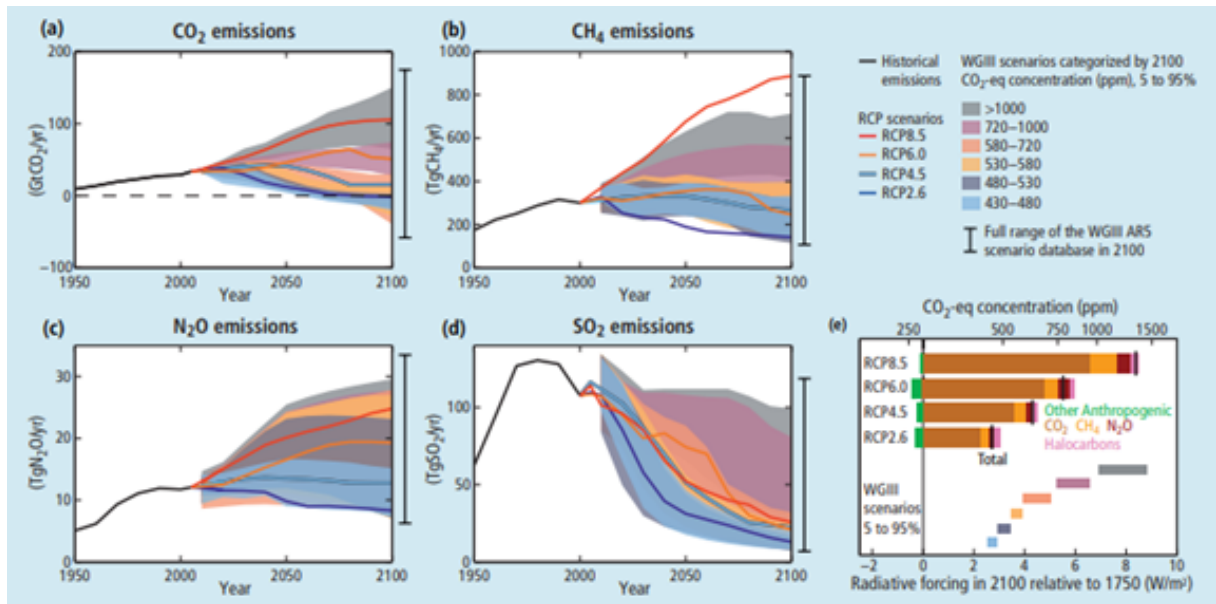 (a) CO2 emissions
200
100
0
−100
(GtCO2/yr)
1950 2000 2050 2100
Year
(b) CH4 emissions
1000
800
600
400
200
0
(TgCH4/yr)
1950 2000 2050 2100
Year
Historical emissions
RCP scenarios
RCP8.5
RCP6.0
RCP4.5
RCP2.6
WGIII scenarios categorized by 2100
CO2-eq concentration (ppm), 5 to 95%
>1000
720−1000
580−720
530−580
480−530
430−480
Full range of the WGIII AR5
scenario database in 2100
(c) N2O emissions
30
20
10
0
(TgN2O/yr)
1950 2000 2050 2100
Year
(d) SO2 emissions
100
50
0
(TgSO2/yr)
1950 2000 2050 2100
Year
CO2-eq concentration (ppm)
(e) 250 500 750 1000 1500
RCP8.5
RCP6.0
RCP4.5
RCP2.6
Other Anthropogenic
CO2 CH4 N2O
Halocarbons
Total
WGIII
scenarios
5 to 95%
−2 0 2 4 6 8 10
Radiative forcing in 2100 relative to 1750 (W/m²)